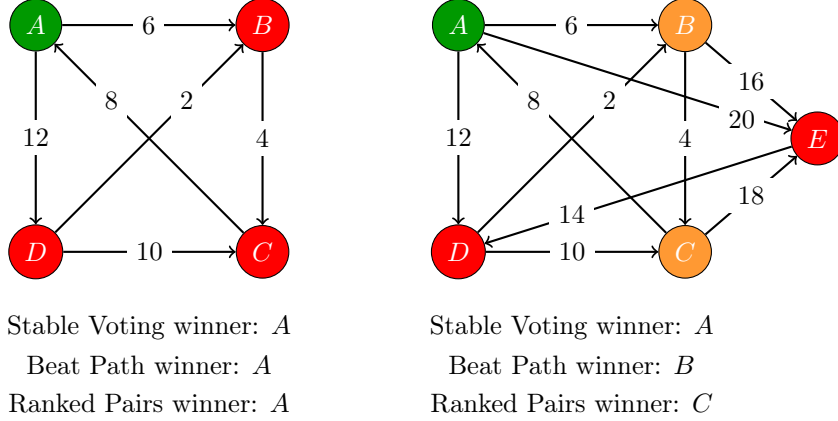 A 6 B
8 2
12 4
D 10 C
Stable Voting winner: A
Beat Path winner: A
Ranked Pairs winner: A
A 6 B
16
8 2
20
12 4 E
14 18
D 10 C
Stable Voting winner: A
Beat Path winner: B
Ranked Pairs winner: C